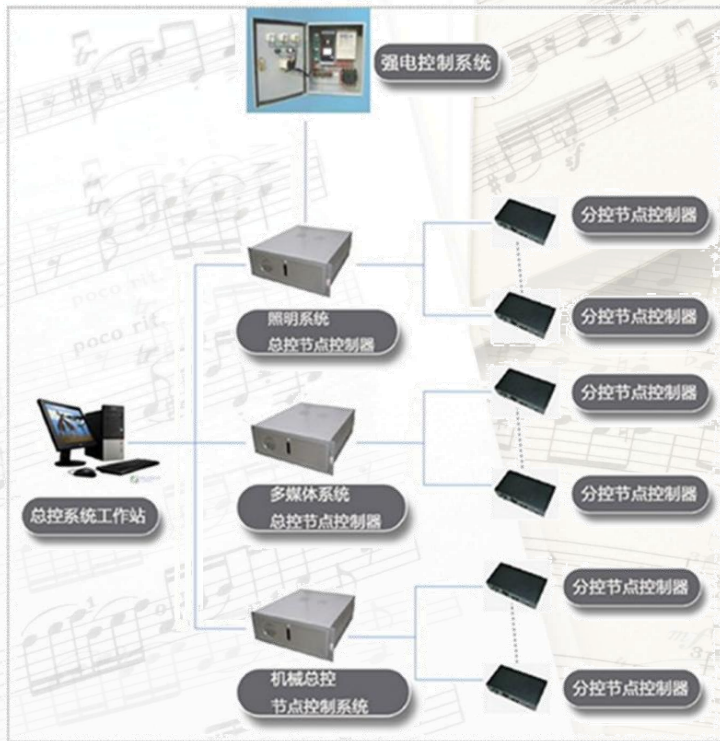 强电控制系统
分控节点控制器
分控节点控制器
照明系统
总控节点控制器
poco rit.
poco rit.
分控节点控制器
分控节点控制器
多媒体系统
总控节点控制器
总控系统工作站
分控节点控制器
分控节点控制器
机械总控
节点控制系统